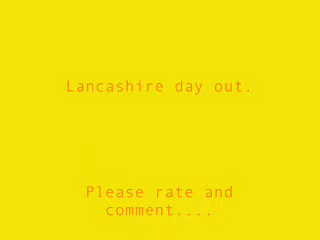 Lancashire day out.
Please rate and
comment....